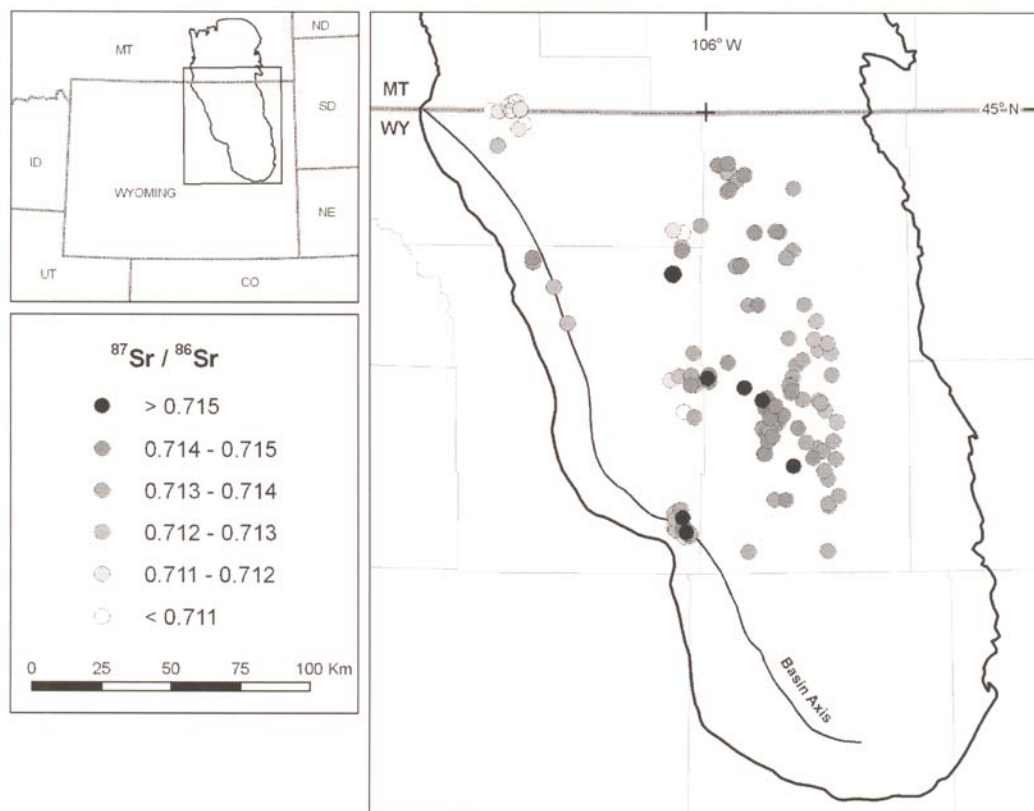 ND
MT
SD
ID
WYOMING
NE
UT
CO
⁸⁷Sr / ⁸⁶Sr
> 0.715
0.714 - 0.715
0.713 - 0.714
0.712 - 0.713
0.711 - 0.712
< 0.711
0 25 50 75 100 Km
106° W
MT
45° N
WY
Basin Axis